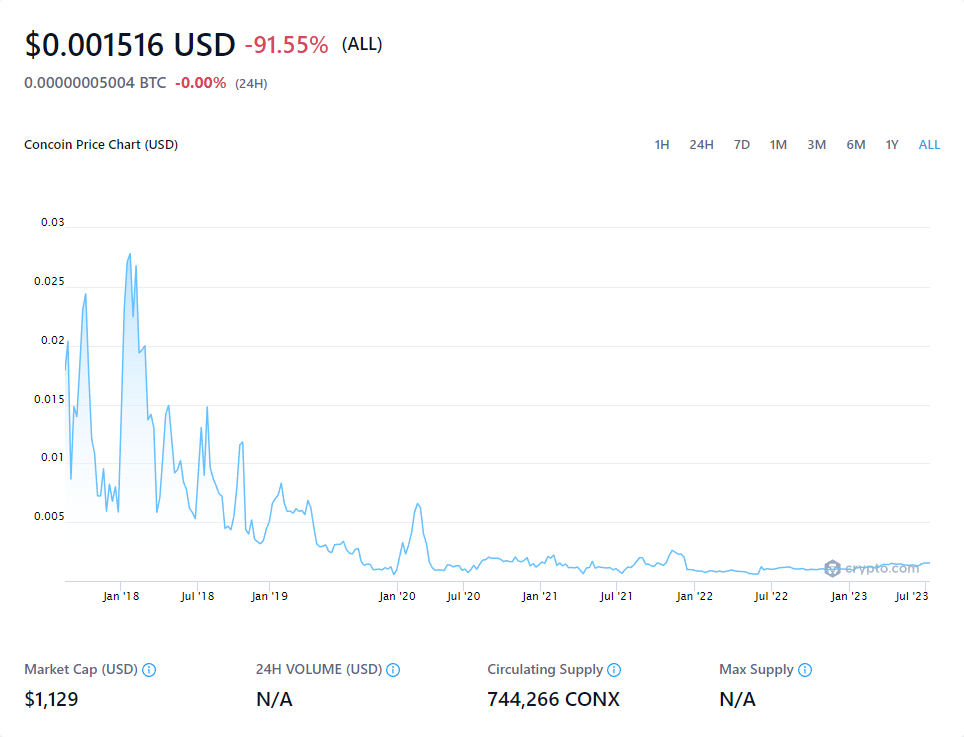 $0.001516 USD -91.55% (ALL)
0.00000005004 BTC -0.00% (24H)
Concoin Price Chart (USD) 1H 24H 7D 1M 3M 6M 1Y ALL
0.03
0.025
0.02
0.015
0.01
0.005
crypto.com
Jan '18 Jul '18 Jan '19 Jan '20 Jul '20 Jan '21 Jul '21 Jan '22 Jul '22 Jan '23 Jul '23
Market Cap (USD) 24H VOLUME (USD) Circulating Supply Max Supply
$1,129 N/A 744,266 CONX N/A